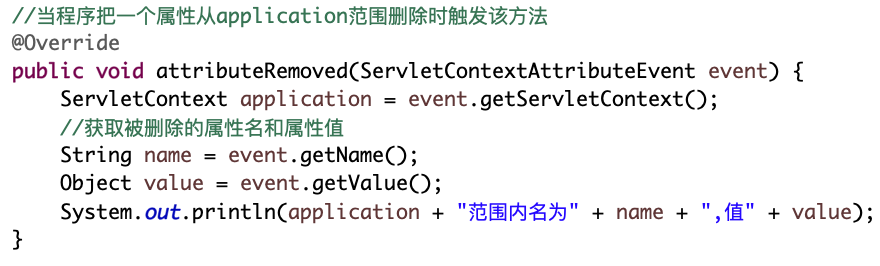 //当程序把一个属性从application范围删除时触发该方法
@Override
public void attributeRemoved(ServletContextAttributeEvent event) {
    ServletContext application = event.getServletContext();
    //获取被删除的属性名和属性值
    String name = event.getName();
    Object value = event.getValue();
    System.out.println(application + "范围内名为" + name + ",值" + value);
}